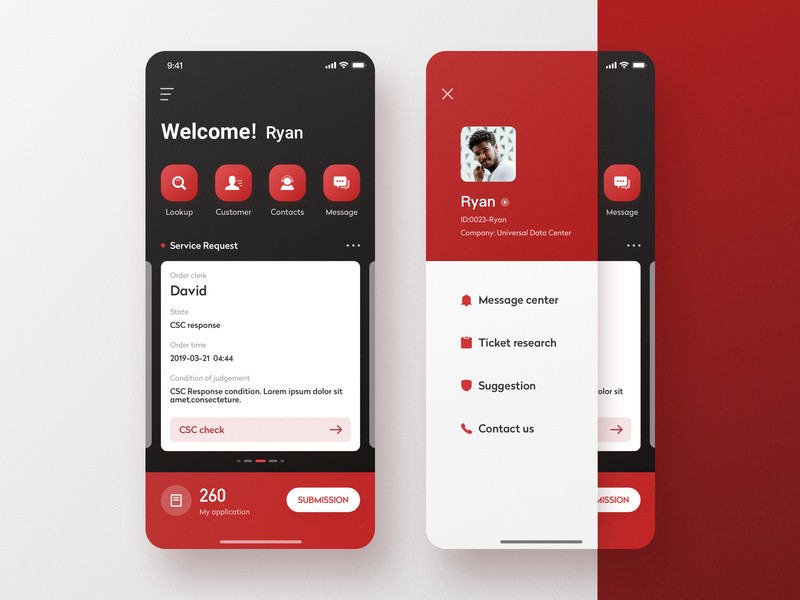 9:41
Welcome! Ryan
Lookup
Customer
Contacts
Message
Service Request
Order clerk
David
State
CSC response
Order time
2019-03-21 04:44
Condition of judgement
CSC Response condition. Lorem ipsum dolor sit
amet,consecteture.
CSC check
260
My application
SUBMISSION
Ryan
ID:0023-Ryan
Company: Universal Data Center
Message center
Ticket research
Suggestion
Contact us
Message
olor sit
MISSION